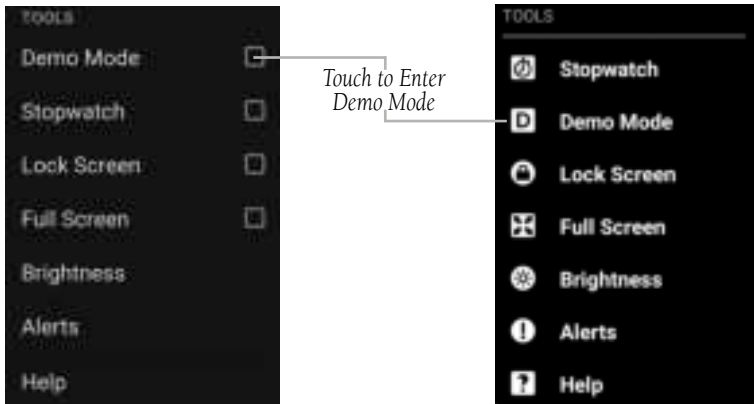 TOOLS
Demo Mode
Stopwatch
Lock Screen
Full Screen
Brightness
Alerts
Help
Touch to Enter
Demo Mode
TOOLS
Stopwatch
D Demo Mode
Lock Screen
Full Screen
Brightness
! Alerts
? Help